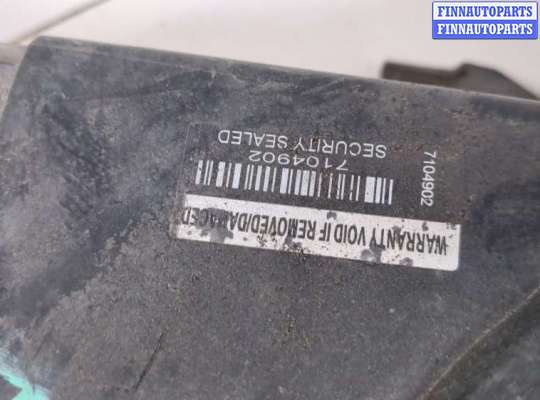 FINNAUTOPARTS
FINNAUTOPARTS
WARRANTY VOID IF REMOVED/DAMAGED
7104902
SECURITY SEALED
7104902